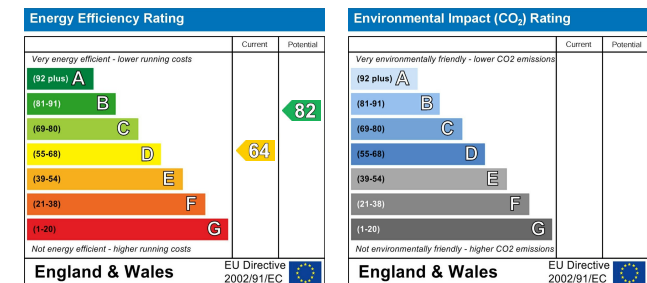 Energy Efficiency Rating
Current Potential
Very energy efficient - lower running costs
(92 plus) A
(81-91) B
82
(69-80) C
(55-68) D
64
(39-54) E
(21-38) F
(1-20) G
Not energy efficient - higher running costs
England & Wales
EU Directive
2002/91/EC
Environmental Impact (CO2) Rating
Current Potential
Very environmentally friendly - lower CO2 emissions
(92 plus) A
(81-91) B
(69-80) C
(55-68) D
(39-54) E
(21-38) F
(1-20) G
Not environmentally friendly - higher CO2 emissions
England & Wales
EU Directive
2002/91/EC